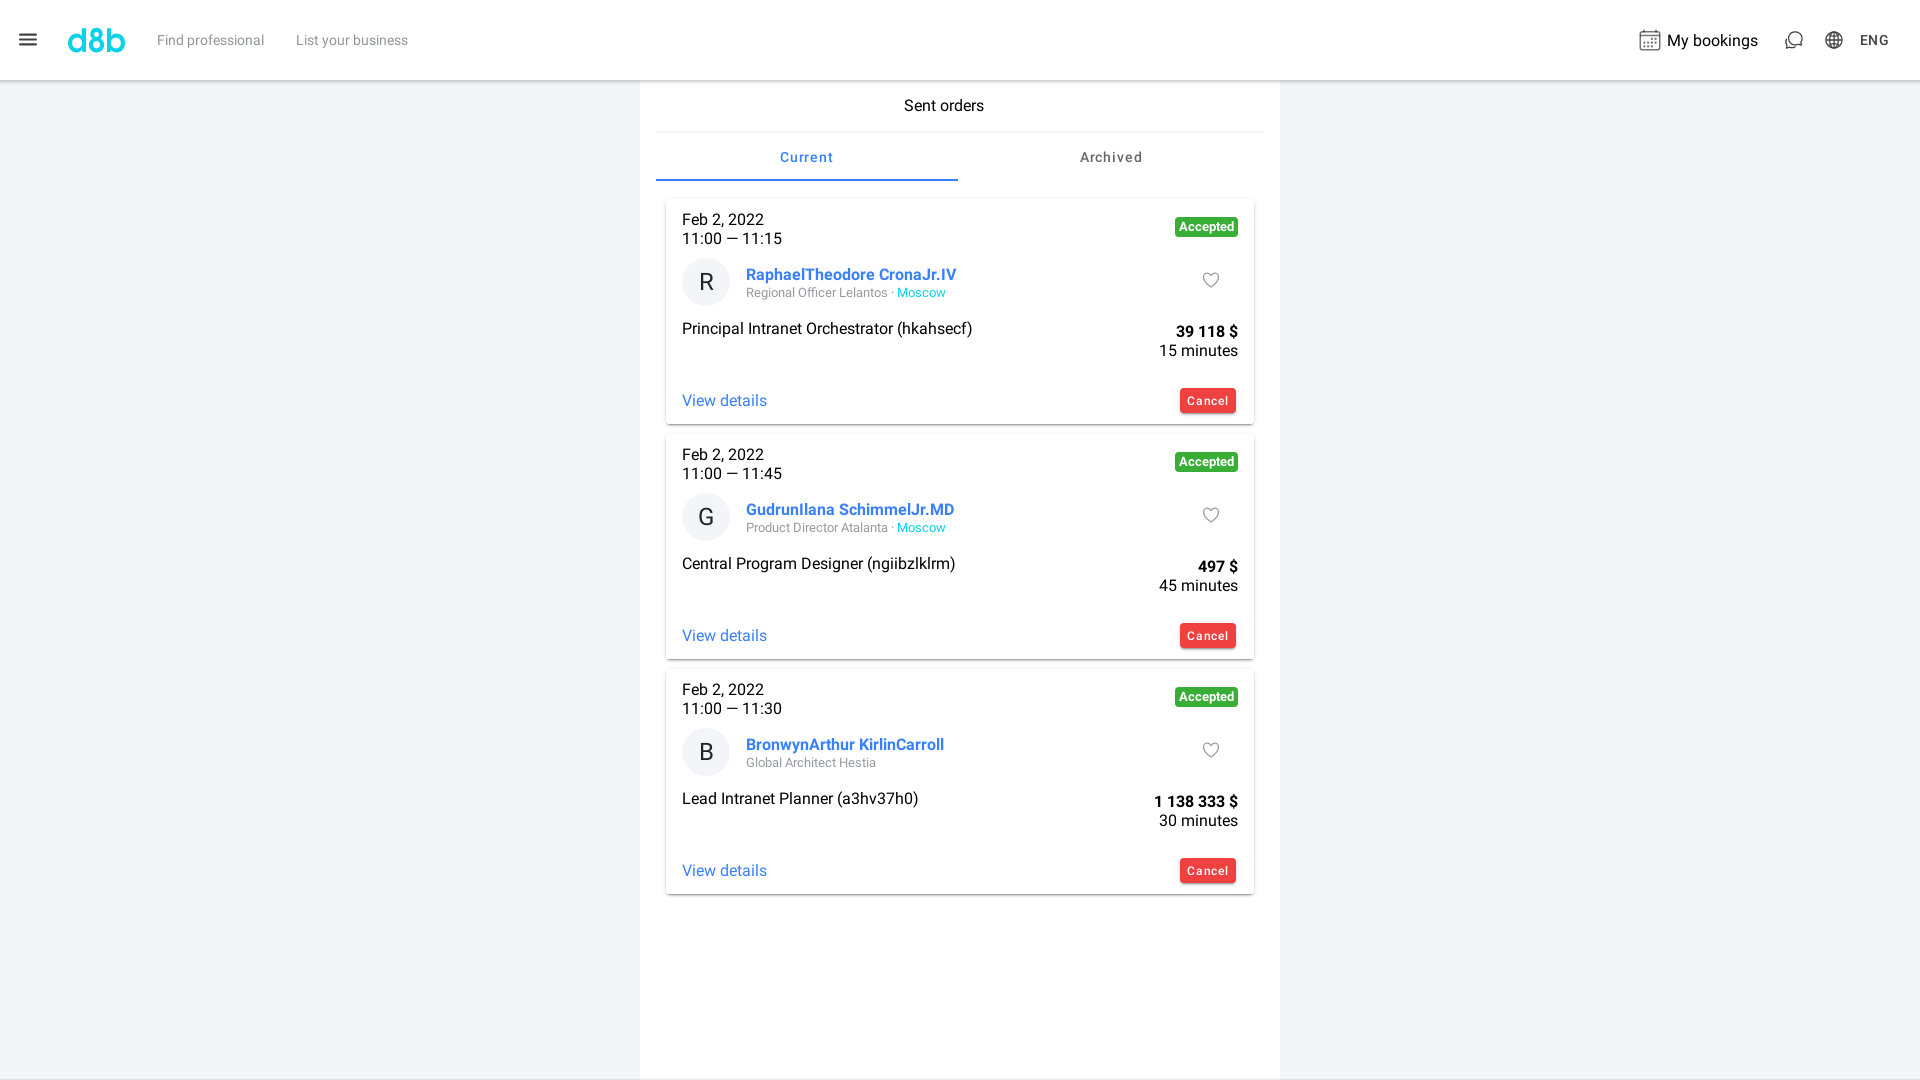 d8b
Find professional
List your business
My bookings
ENG
Sent orders
Current
Archived
Feb 2, 2022
11:00 — 11:15
Accepted
R
RaphaelTheodore CronaJr.IV
Regional Officer Lelantos · Moscow
Principal Intranet Orchestrator (hkahsecf)
39 118 $
15 minutes
View details
Cancel
Feb 2, 2022
11:00 — 11:45
Accepted
G
GudrunIlana SchimmelJr.MD
Product Director Atalanta · Moscow
Central Program Designer (ngiibzlklrm)
497 $
45 minutes
View details
Cancel
Feb 2, 2022
11:00 — 11:30
Accepted
B
BronwynArthur KirlinCarroll
Global Architect Hestia
Lead Intranet Planner (a3hv37h0)
1 138 333 $
30 minutes
View details
Cancel